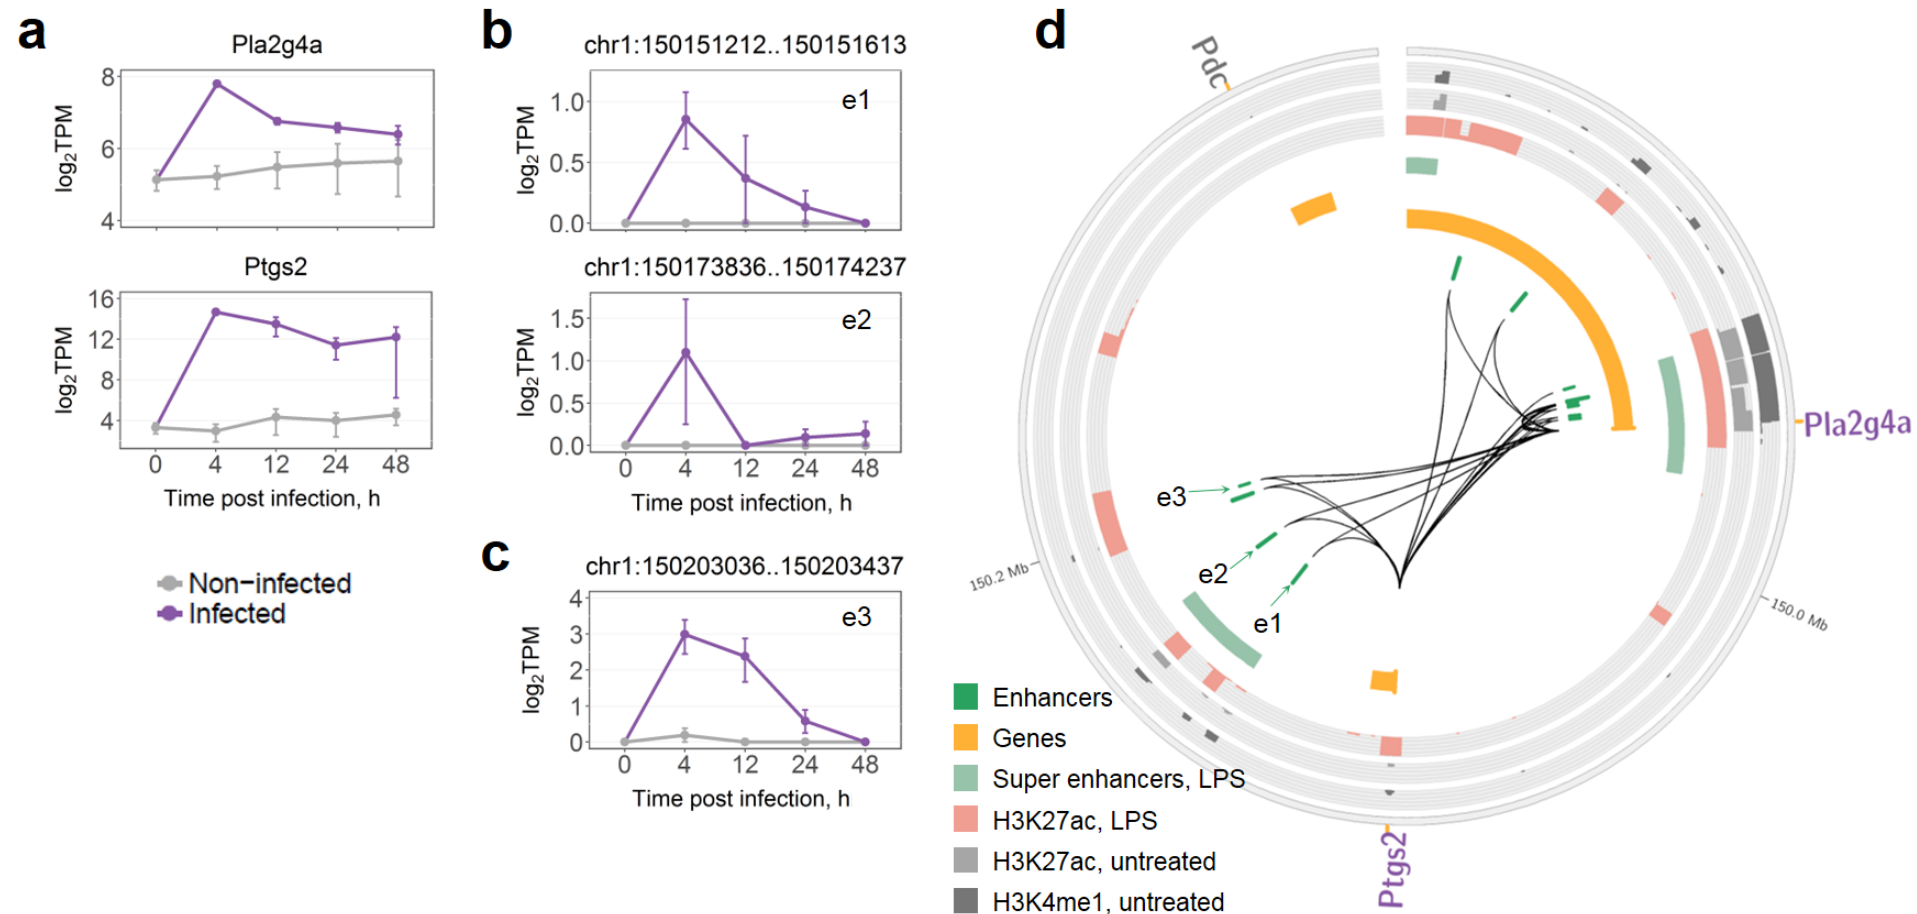 a
Pla2g4a
8
6
4
log2TPM
Ptgs2
16
12
8
4
log2TPM
0 4 12 24 48
Time post infection, h
Non-infected
Infected
b
chr1:150151212..150151613
e1
1.0
0.5
0.0
log2TPM
chr1:150173836..150174237
e2
1.5
1.0
0.5
0.0
log2TPM
0 4 12 24 48
Time post infection, h
c
chr1:150203036..150203437
e3
4
3
2
1
0
log2TPM
0 4 12 24 48
Time post infection, h
d
Pdc
Pla2g4a
150.0 Mb
Ptgs2
150.2 Mb
e3
e2
e1
Enhancers
Genes
Super enhancers, LPS
H3K27ac, LPS
H3K27ac, untreated
H3K4me1, untreated